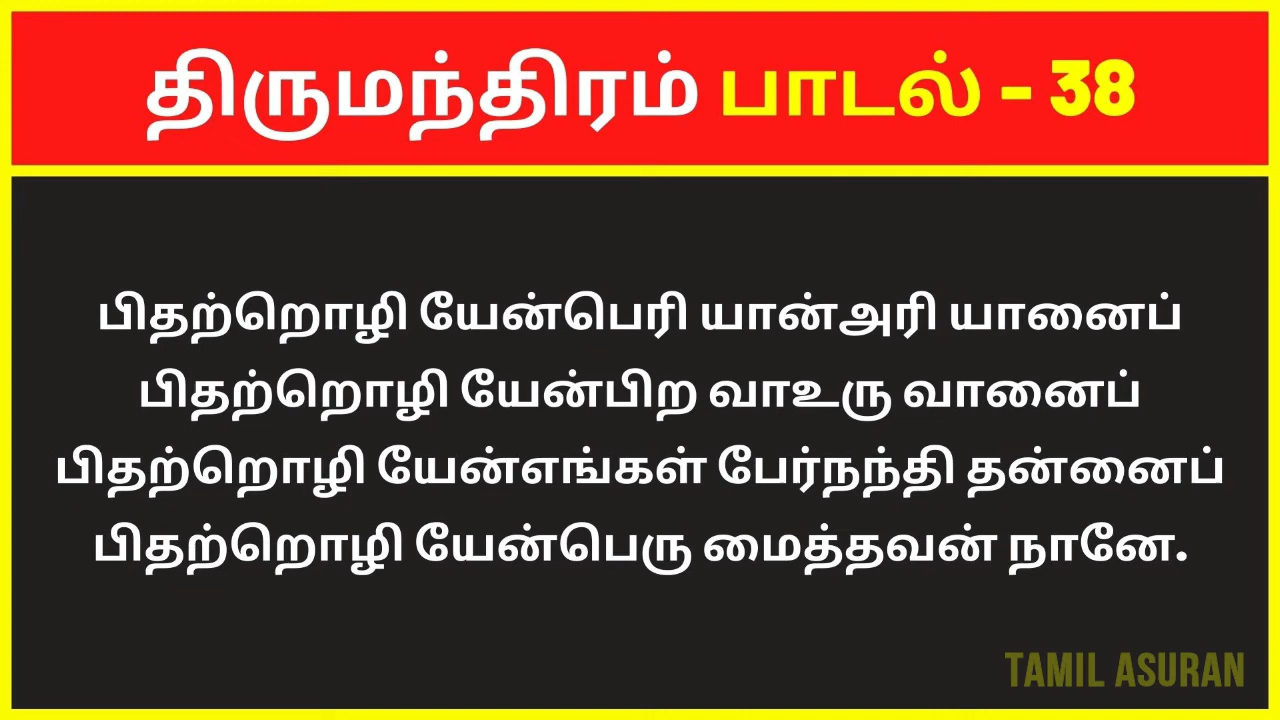 திருமந்திரம் பாடல் - 38
பிதற்றொழி யேன்பெரி யான்அரி யானைப்
பிதற்றொழி யேன்பிற வாஉரு வானைப்
பிதற்றொழி யேன்எங்கள் பேர்நந்தி தன்னைப்
பிதற்றொழி யேன்பெரு மைத்தவன் நானே.
TAMIL ASURAN